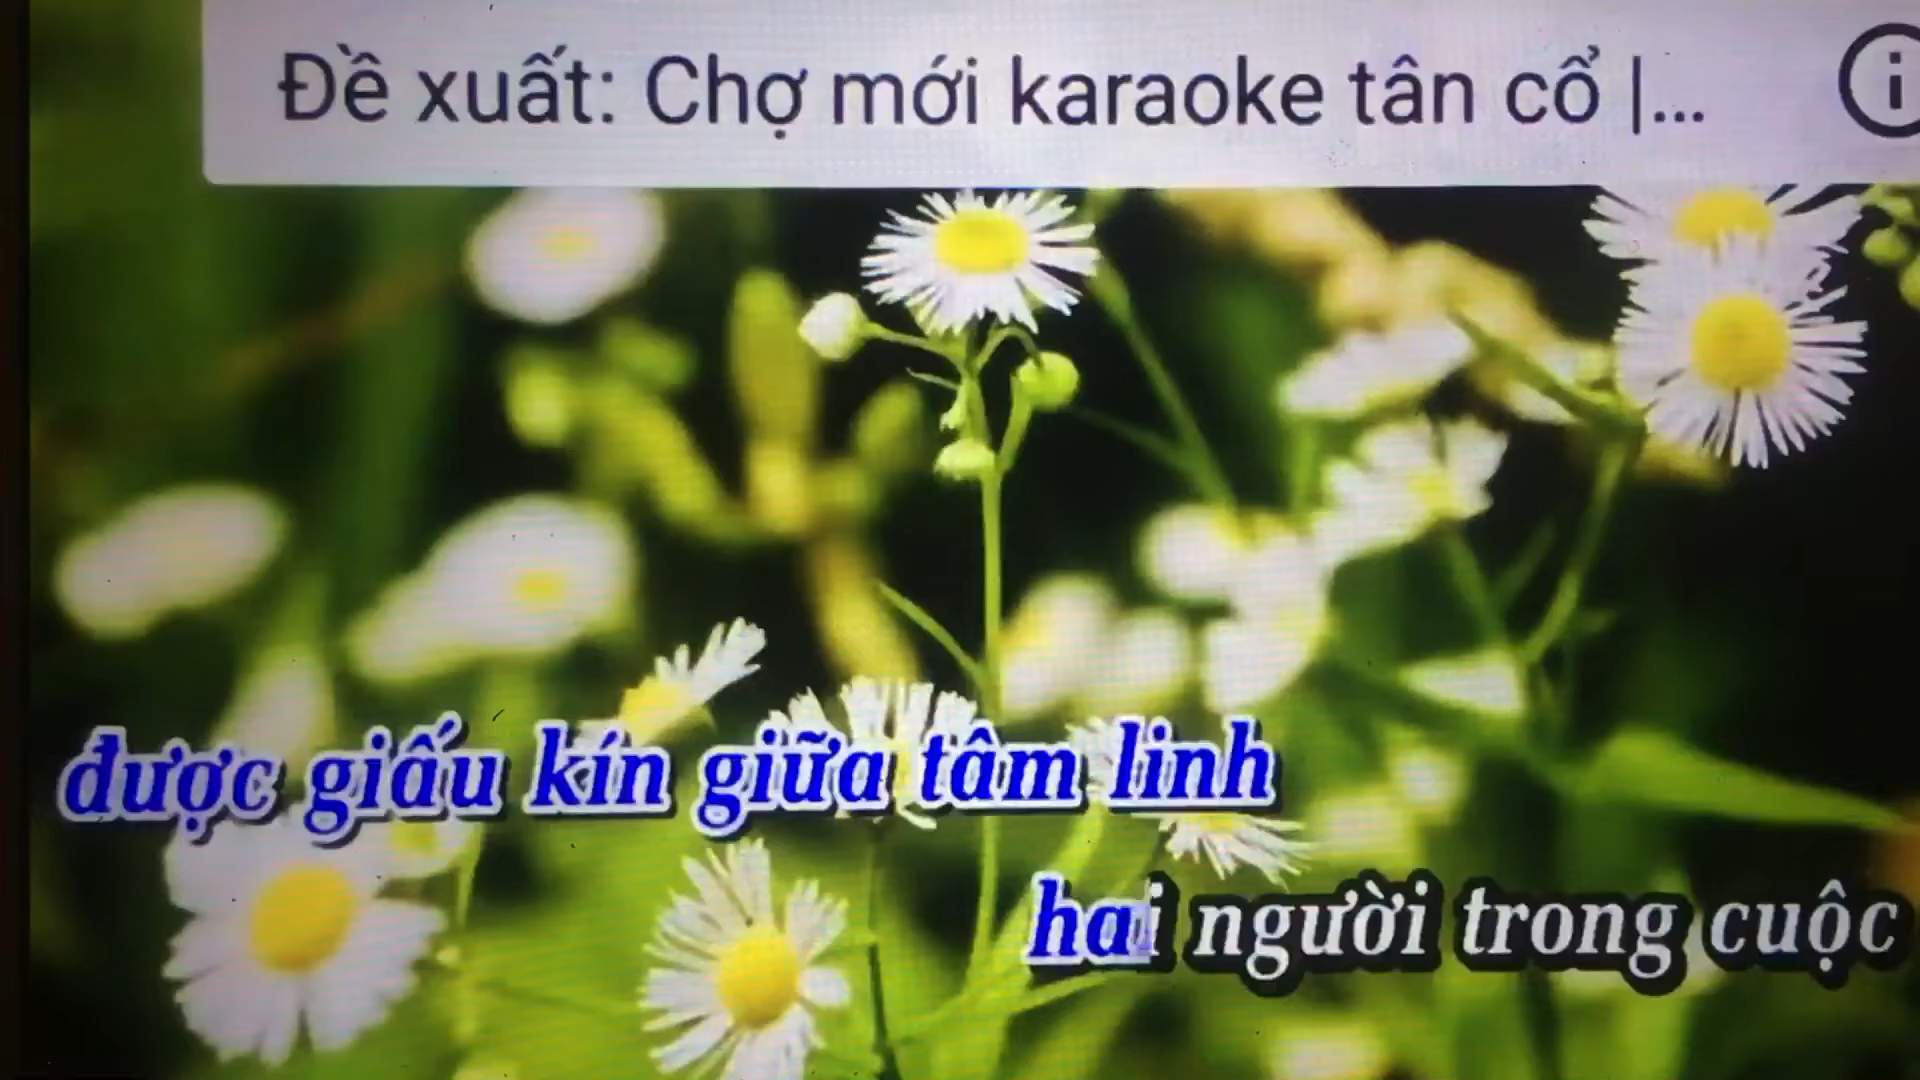 Đề xuất: Chợ mới karaoke tân cổ |...
được giấu kín giữa tâm linh
hai người trong cuộc